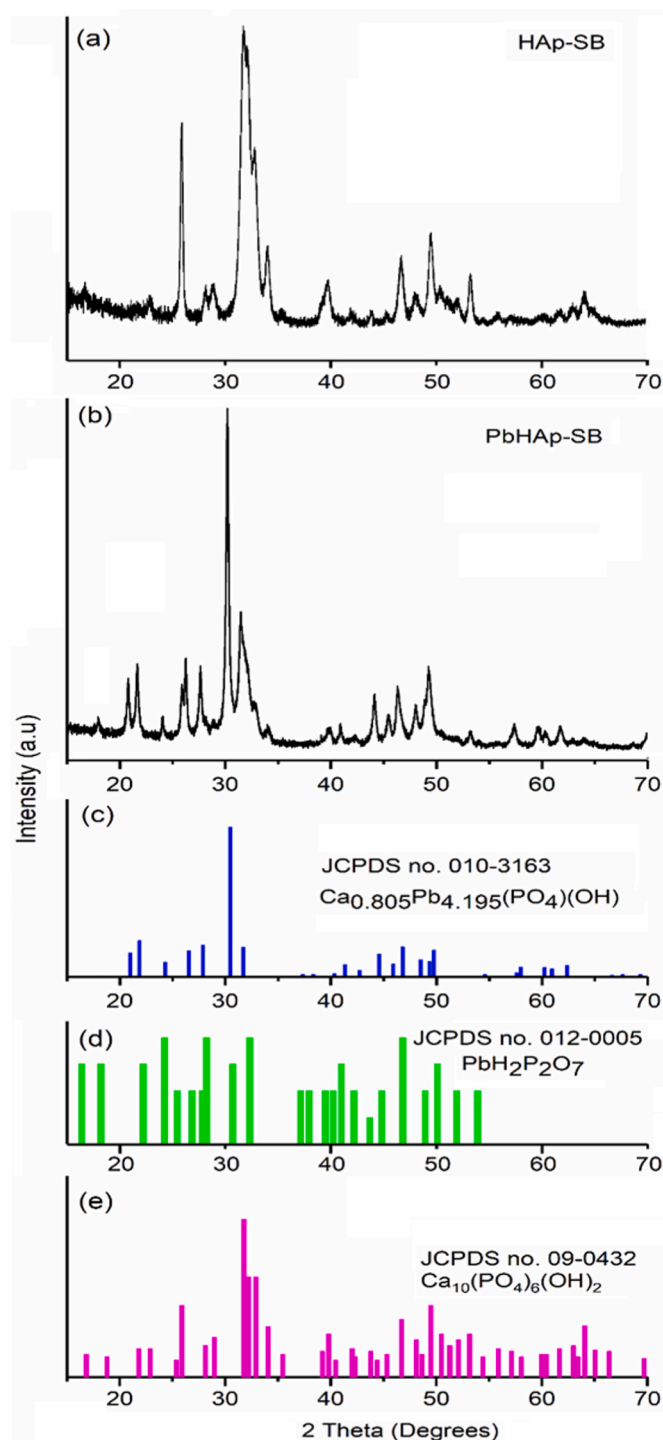 (a)
HAp-SB
20 30 40 50 60 70
(b)
PbHAp-SB
Intensity (a.u)
20 30 40 50 60 70
(c)
JCPDS no. 010-3163
Ca0.805Pb4.195(PO4)(OH)
20 30 40 50 60 70
(d)
JCPDS no. 012-0005
PbH2P2O7
20 30 40 50 60 70
(e)
JCPDS no. 09-0432
Ca10(PO4)6(OH)2
20 30 40 50 60 70
2 Theta (Degrees)